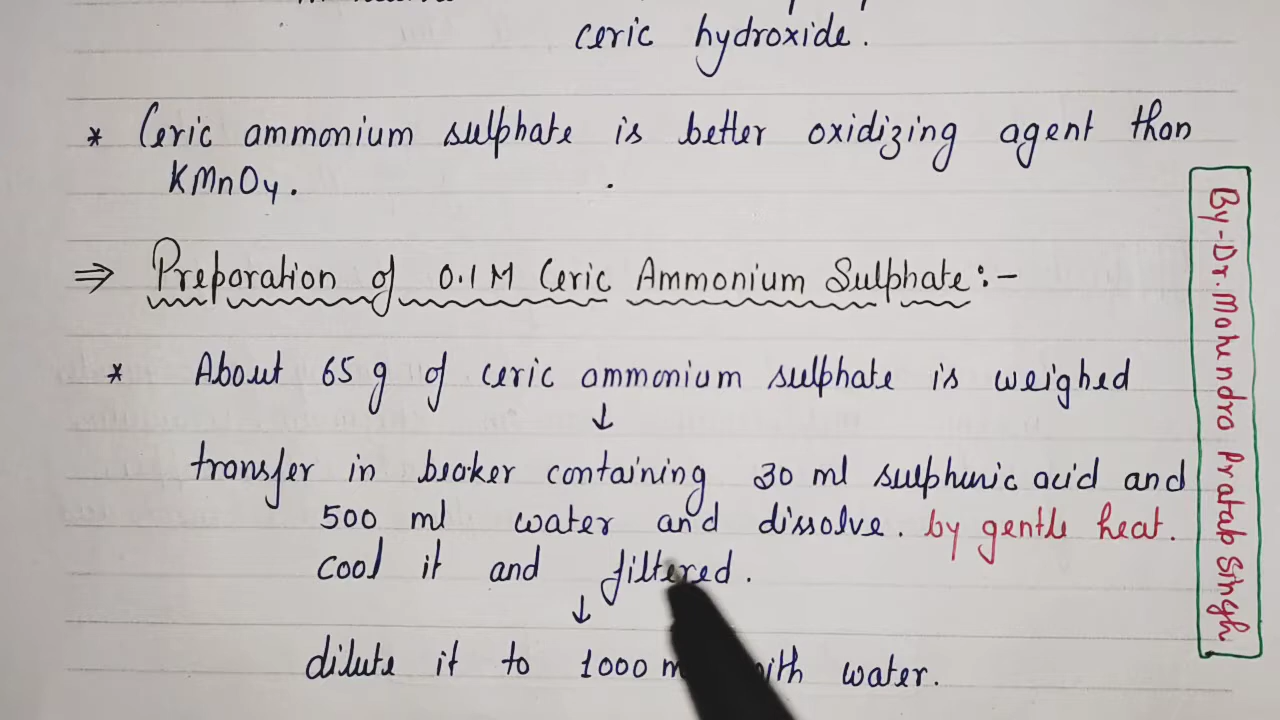 ceric hydroxide.
* Ceric ammonium sulphate is better oxidizing agent than
KMnO4.
⇒ Preparation of 0.1 M Ceric Ammonium Sulphate:-
* About 65 g of ceric ammonium sulphate is weighed
↓
transfer in beaker containing 30 ml sulphuric acid and
500 ml water and dissolve. by gentle heat.
cool it and filtered.
↓
dilute it to 1000 with water.
By-Dr. Mahendra Pratab Singh